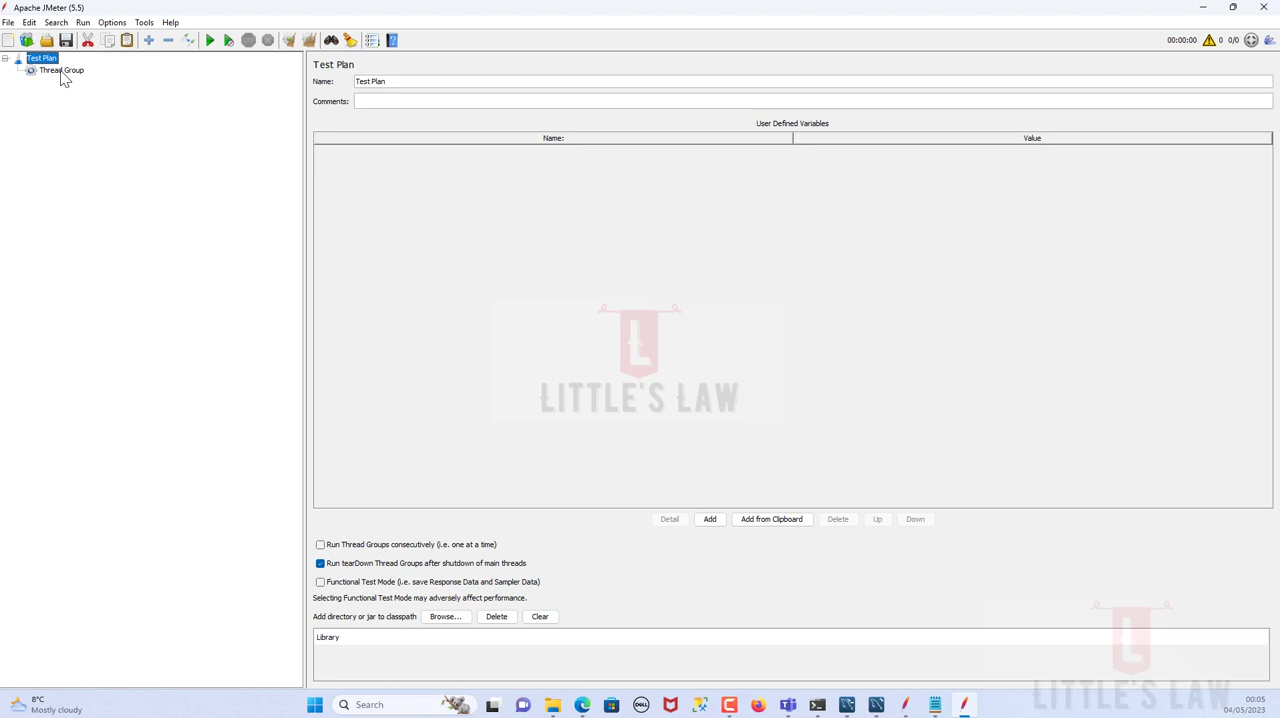 Apache JMeter (5.5)
File Edit Search Run Options Tools Help
00:00:00 0 0/0
Test Plan
Thread Group
Test Plan
Name: Test Plan
Comments:
User Defined Variables
Name: Value
L
LITTLE'S LAW
Detail Add Add from Clipboard Delete Up Down
Run Thread Groups consecutively (i.e. one at a time)
Run tearDown Thread Groups after shutdown of main threads
Functional Test Mode (i.e. save Response Data and Sampler Data)
Selecting Functional Test Mode may adversely affect performance.
Add directory or jar to classpath Browse... Delete Clear
Library
L
LITTLE'S LAW
8°C
Mostly cloudy
Search
DELL
00:05
04/05/2023